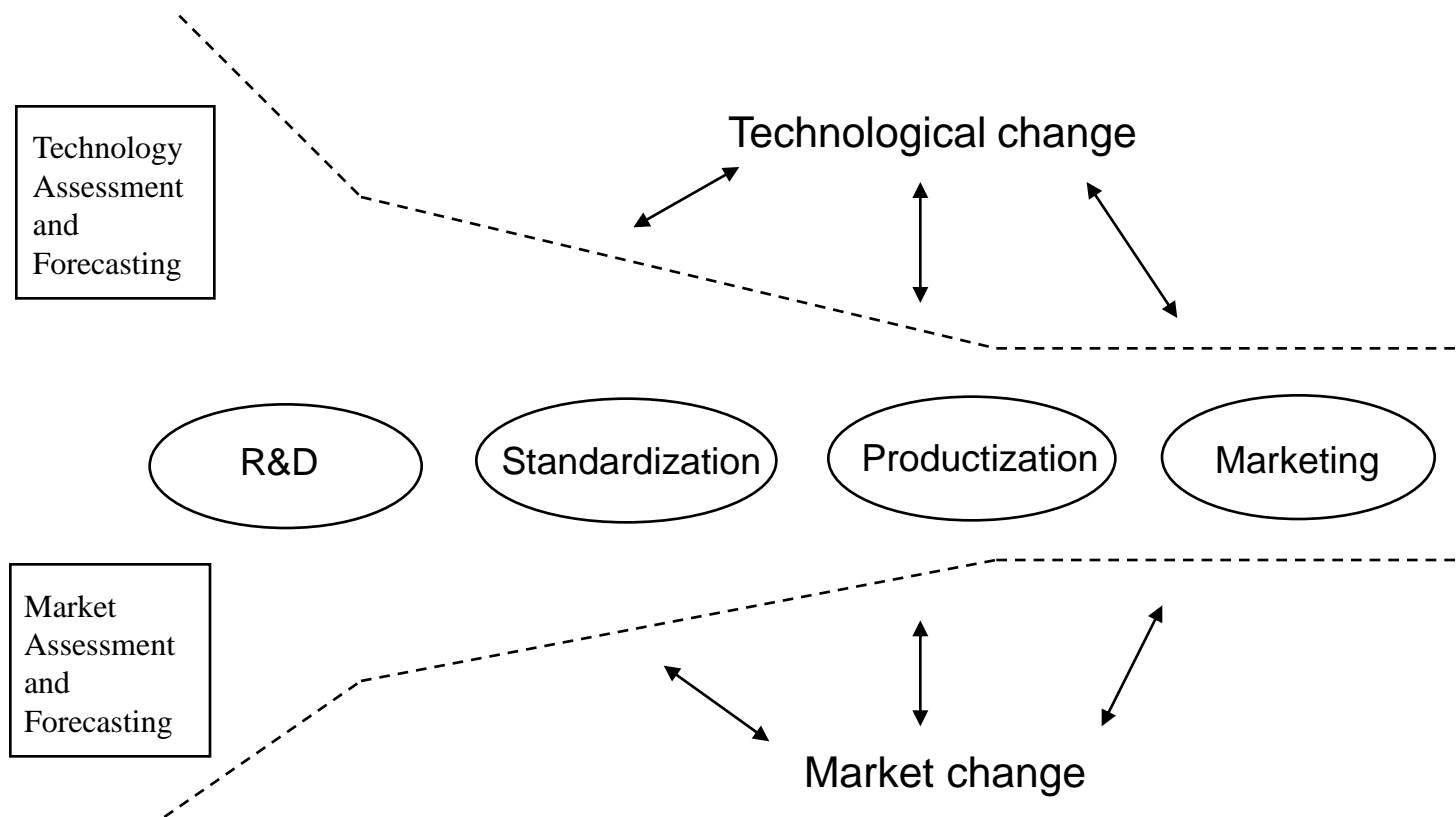 Technological change
Technology
Assessment
and
Forecasting
R&D
Standardization
Productization
Marketing
Market
Assessment
and
Forecasting
Market change